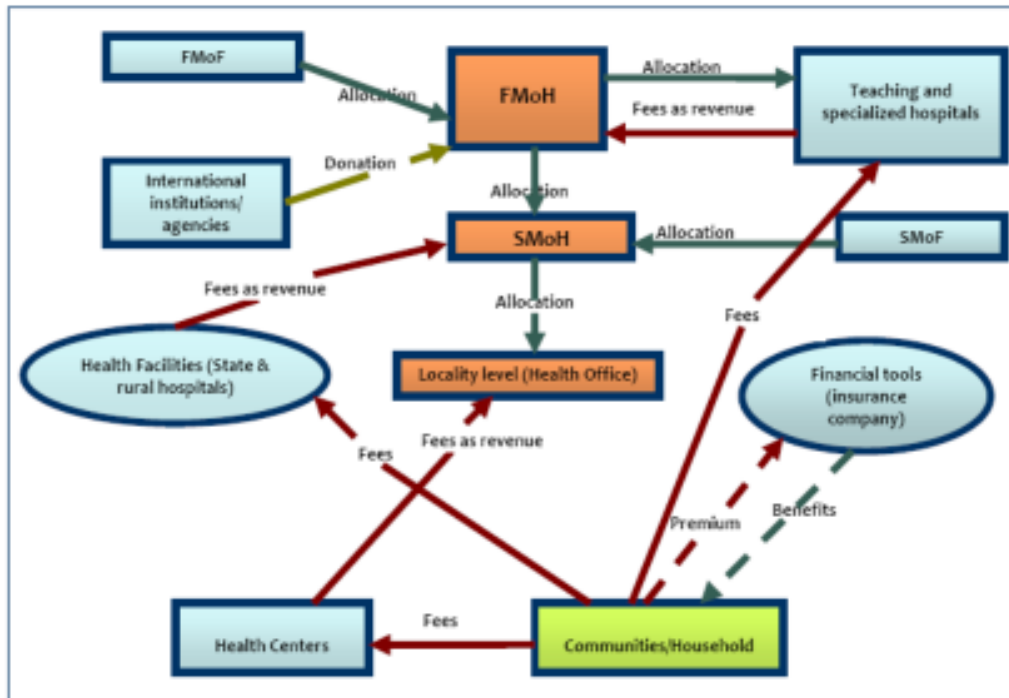 FMoF
Allocation
FMoH
Allocation
Fees as revenue
Teaching and
specialized hospitals
Donation
International
institutions/
agencies
Allocation
SMoH
Allocation
SMoF
Fees as revenue
Allocation
Fees
Health Facilities (State &
rural hospitals)
Locality level (Health Office)
Financial tools
(insurance
company)
Fees as revenue
Fees
Premium
Benefits
Health Centers
Fees
Communities/Household